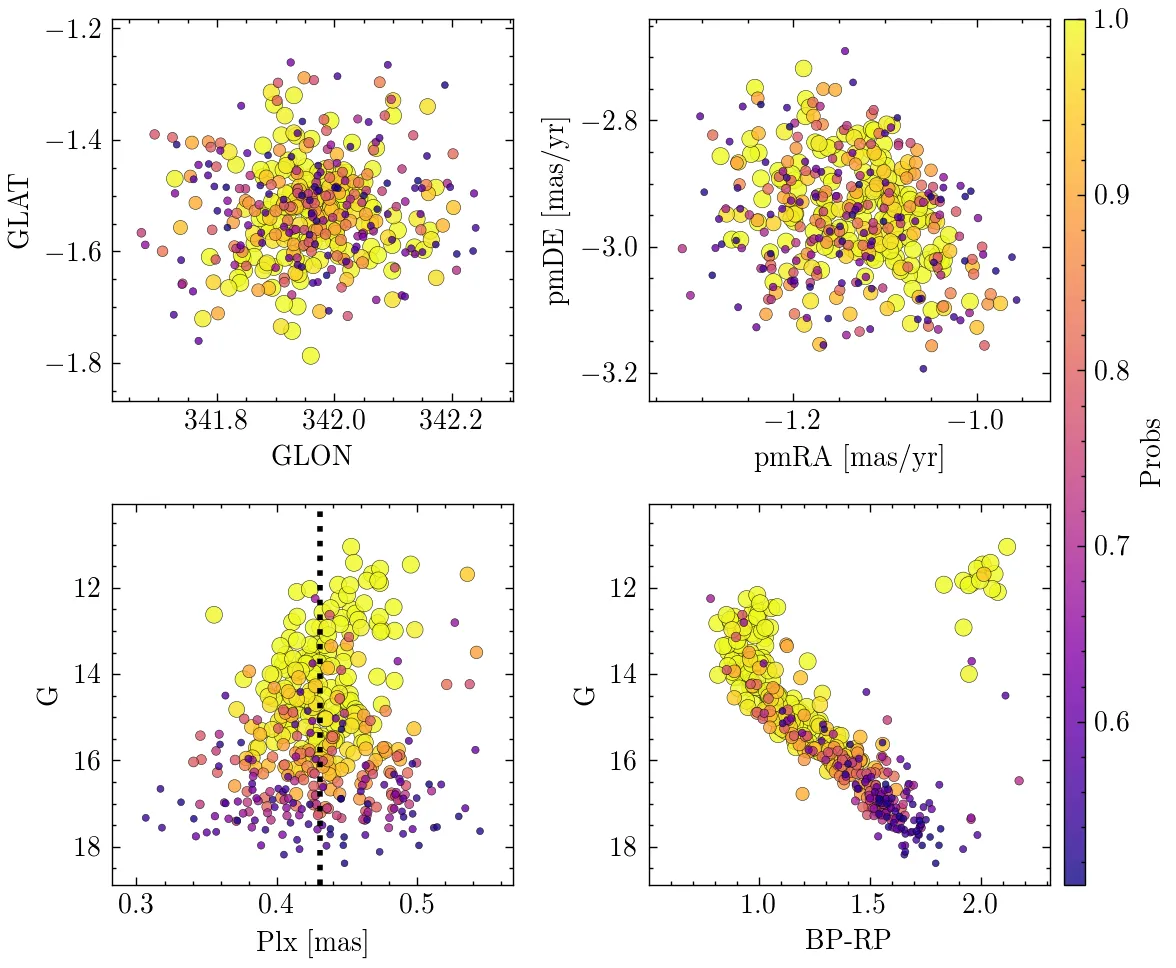 −1.2
−1.4
−1.6
−1.8
GLAT
341.8 342.0 342.2
GLON
−2.8
−3.0
−3.2
pmDE [mas/yr]
−1.2 −1.0
pmRA [mas/yr]
1.0
0.9
0.8
0.7
0.6
Probs
12
14
16
18
G
0.3 0.4 0.5
Plx [mas]
12
14
16
18
G
1.0 1.5 2.0
BP-RP